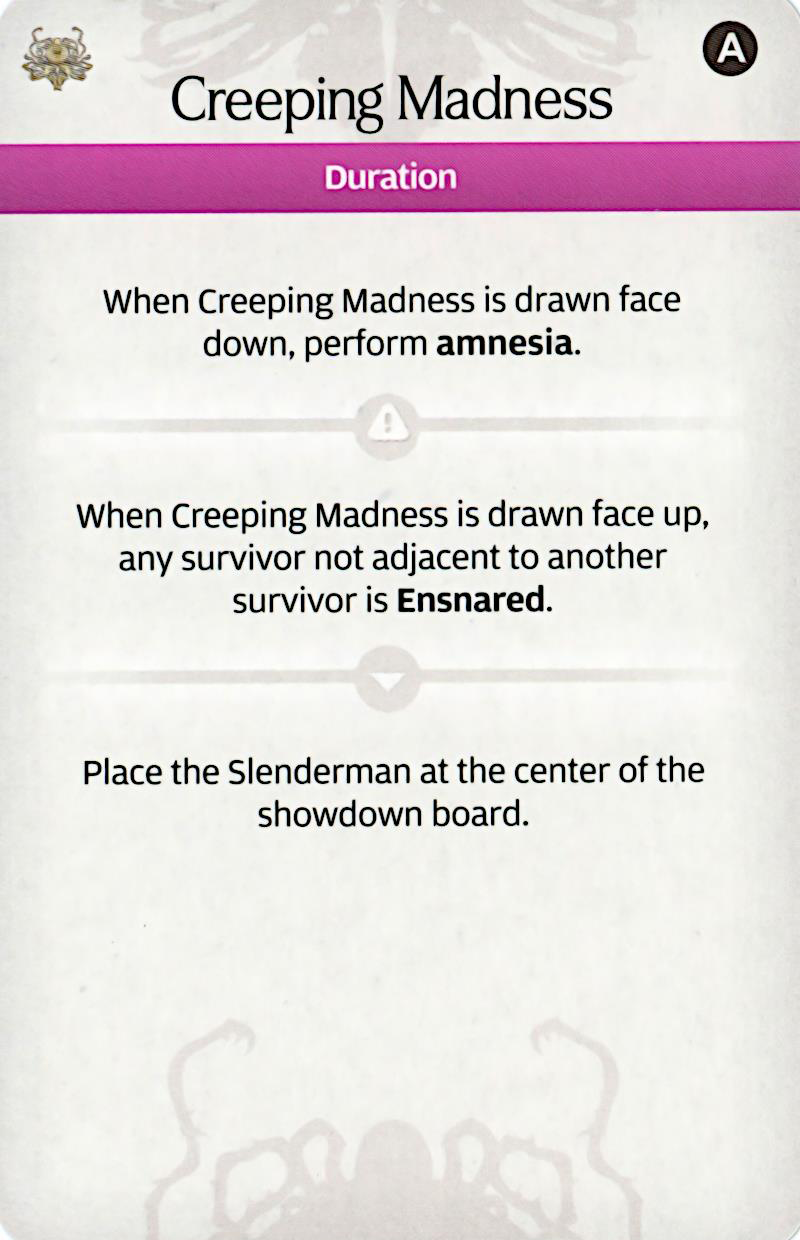 A
Creeping Madness
Duration
When Creeping Madness is drawn face
down, perform amnesia.
When Creeping Madness is drawn face up,
any survivor not adjacent to another
survivor is Ensnared.
Place the Slenderman at the center of the
showdown board.